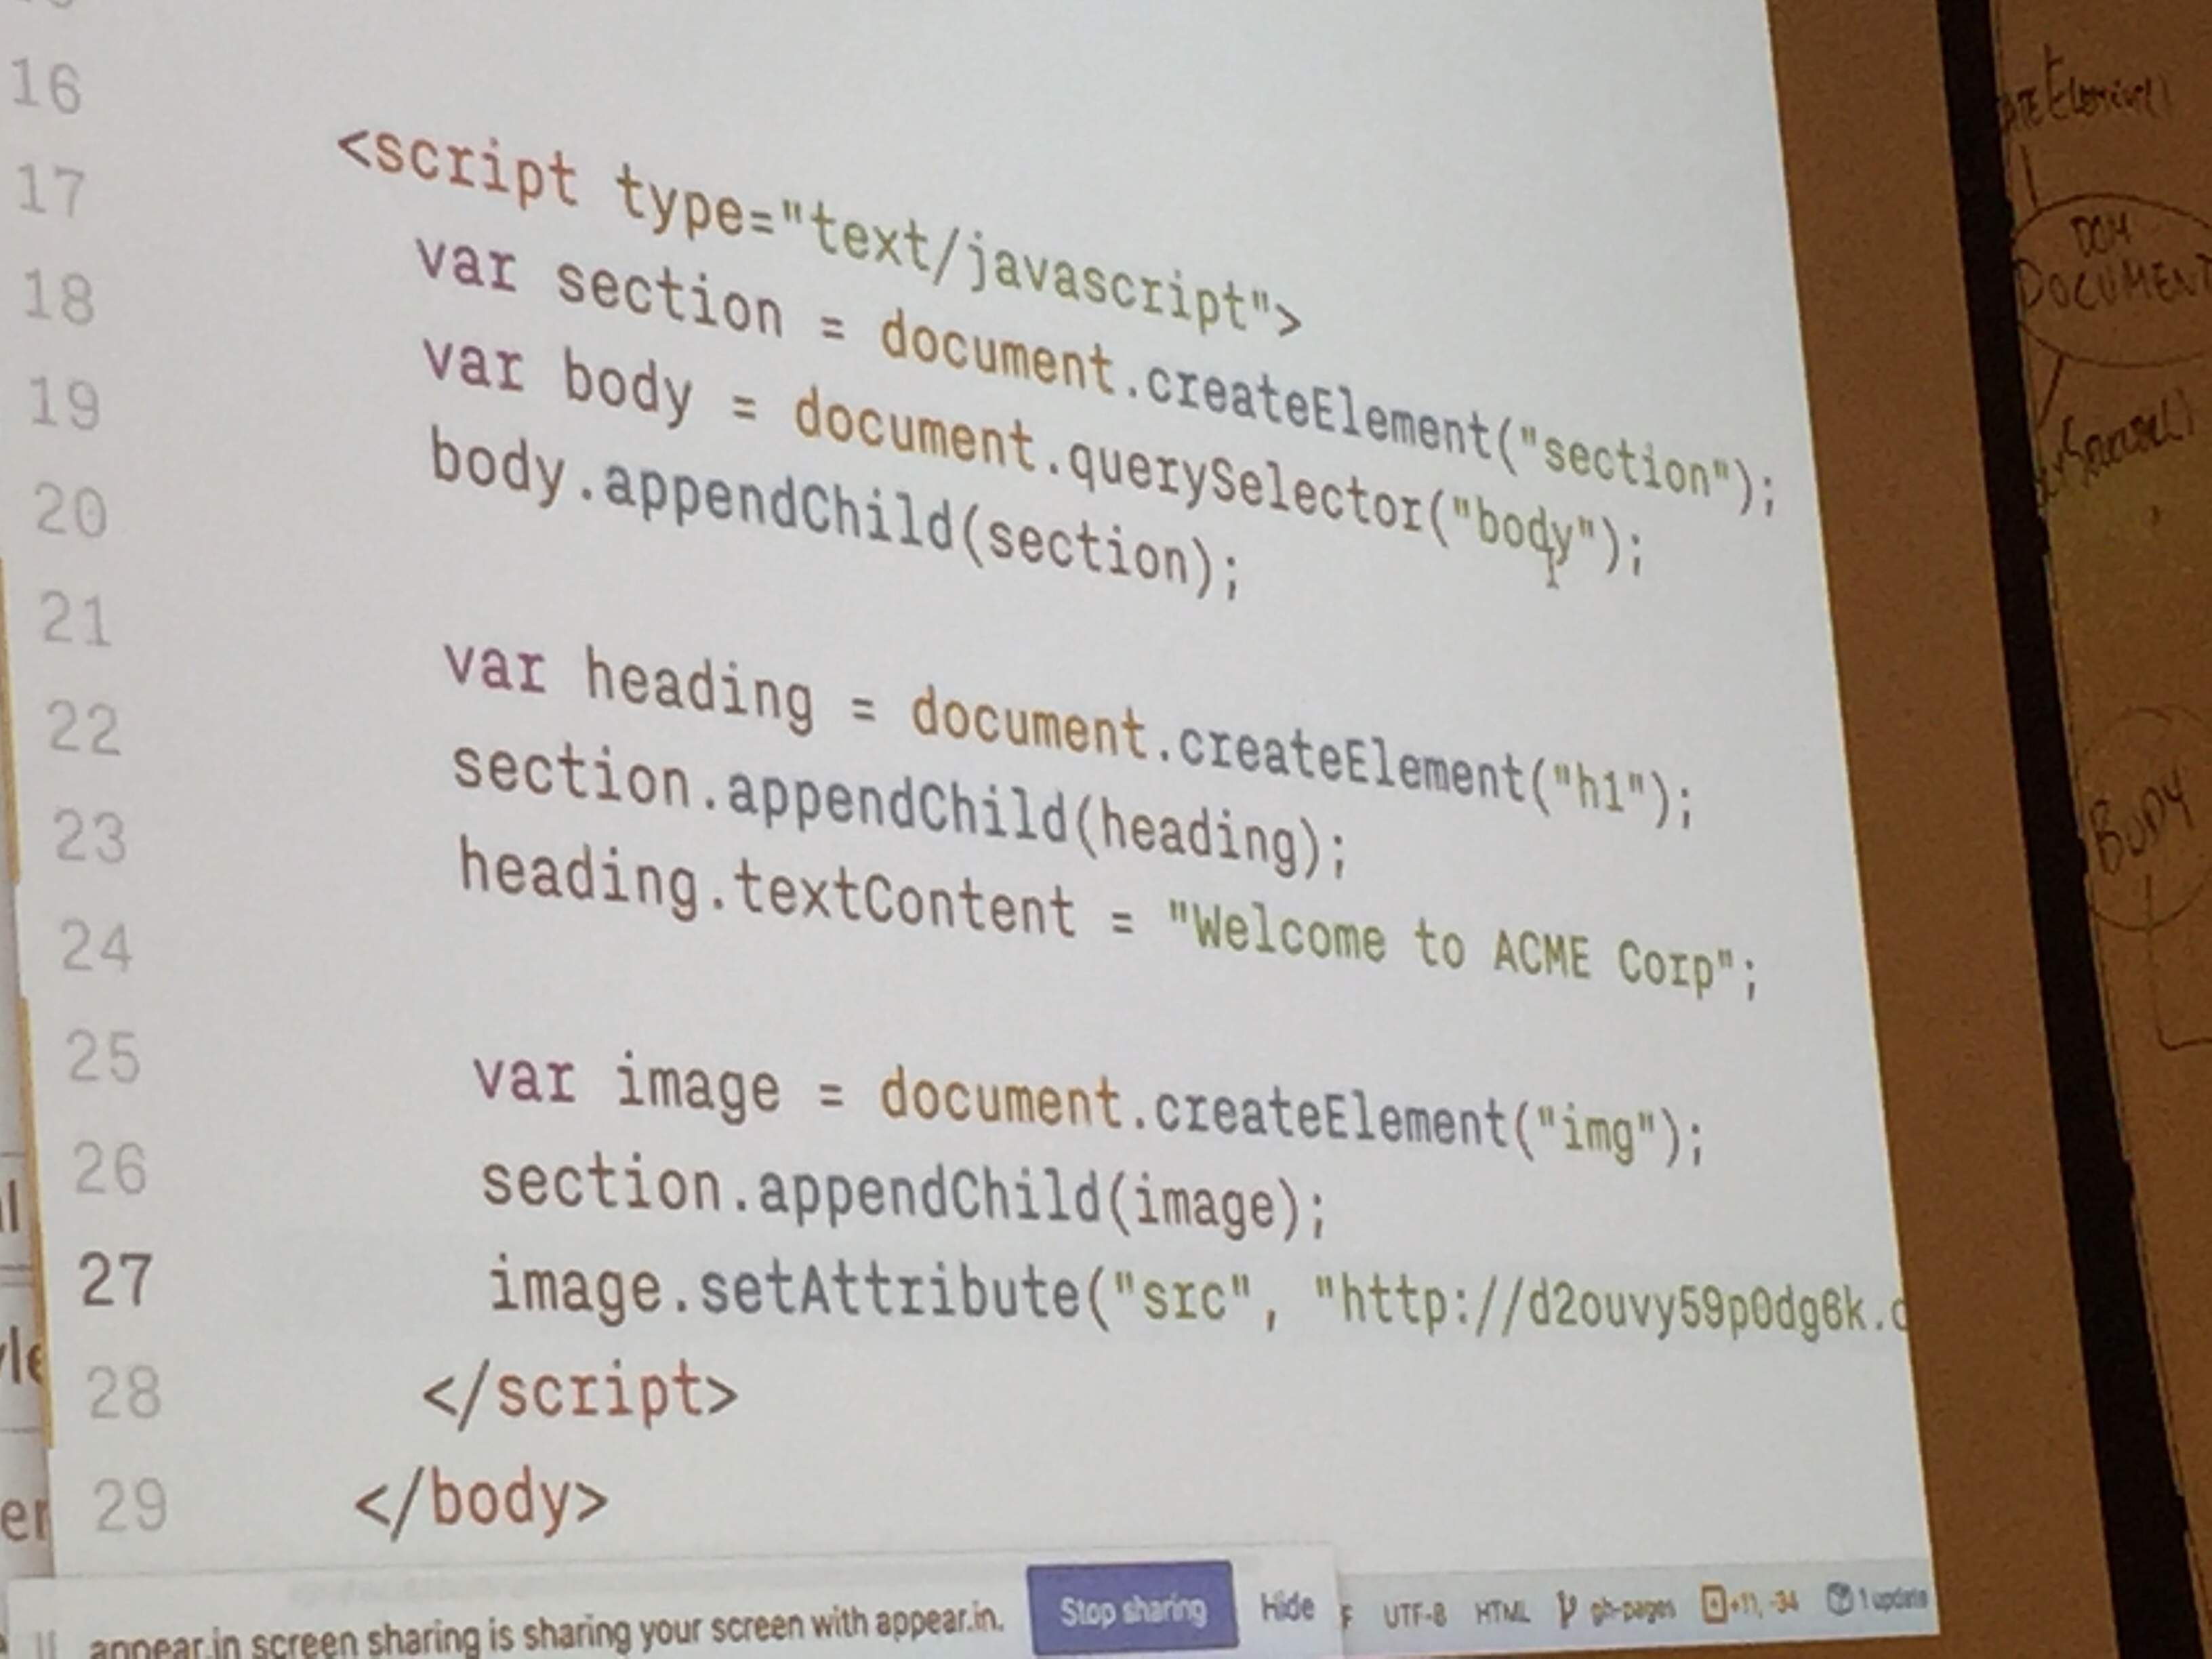 16
17 <script type="text/javascript">
18 var section = document.createElement("section");
19 var body = document.querySelector("body");
20 body.appendChild(section);
21
22 var heading = document.createElement("h1");
23 section.appendChild(heading);
24 heading.textContent = "Welcome to ACME Corp";
25
26 var image = document.createElement("img");
27 section.appendChild(image);
28 image.setAttribute("src", "http://d2ouvy59p0dg6k.c
29 </script>
</body>
appear.in screen sharing is sharing your screen with appear.in. Stop sharing Hide
UTF-8 HTML gh-pages +11, -34 1 update
DOM
DOCUMENT
BODY